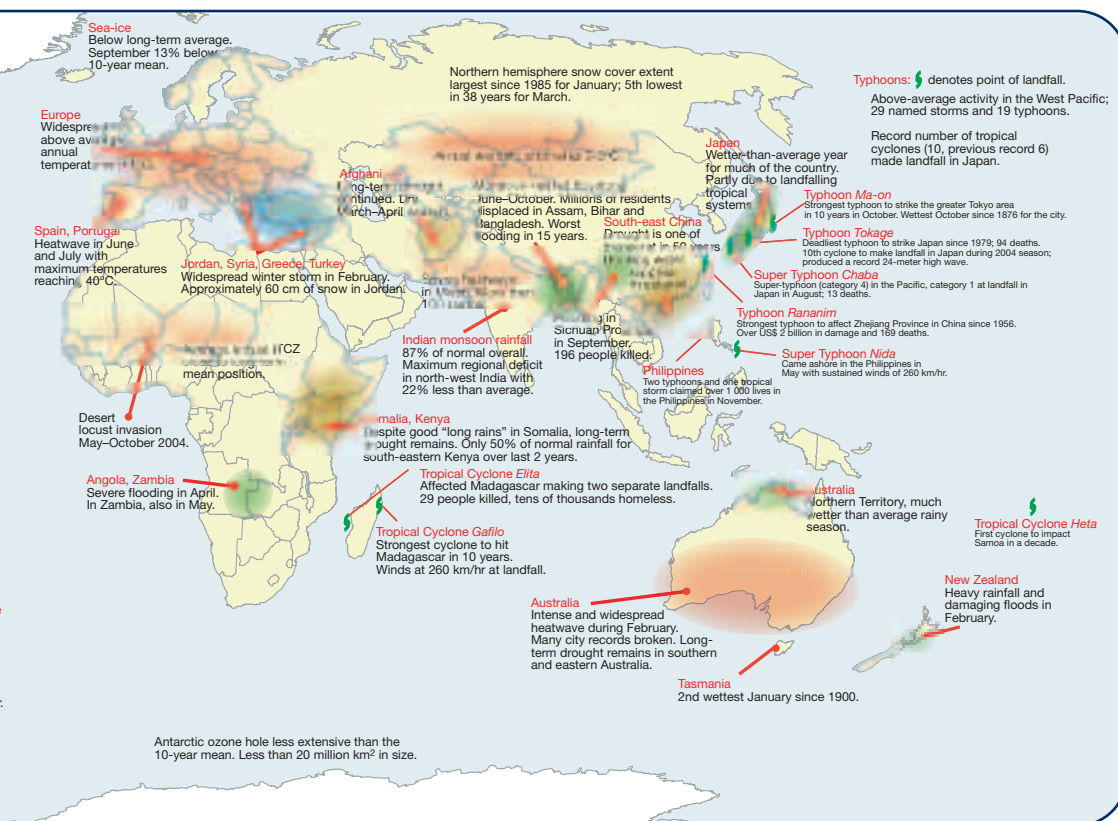 Sea-ice
Below long-term average.
September 13% below
10-year mean.
Northern hemisphere snow cover extent
largest since 1985 for January; 5th lowest
in 38 years for March.
Typhoons: denotes point of landfall.
Above-average activity in the West Pacific;
29 named storms and 19 typhoons.
Record number of tropical
cyclones (10, previous record 6)
made landfall in Japan.
Europe
above
annual
Japan
Wetter-than-average year
for much of the country.
Partly due to landfalling
tropical
systems
Typhoon Ma-on
Strongest typhoon to strike the greater Tokyo area
in 10 years in October. Wettest October since 1876 for the city.
Typhoon Tokage
Deadliest typhoon to strike Japan since 1979; 94 deaths.
10th cyclone to make landfall in Japan during 2004 season;
produced a record 24-meter high wave.
Super Typhoon Chaba
Super-typhoon (category 4) in the Pacific, category 1 at landfall in
Japan in August; 13 deaths.
Typhoon Rananim
Strongest typhoon to affect Zhejiang Province in China since 1956.
Over US$ 2 billion in damage and 169 deaths.
Super Typhoon Nida
Came ashore in the Philippines in
May with sustained winds of 260 km/hr.
March–April
June–October. Millions of residents
displaced in Assam, Bihar and
Bangladesh. Worst
flooding in 15 years.
South-east China
Drought is one of
in 50 years.
Spain, Portugal
Heatwave in June
and July with
maximum temperatures
reaching 40°C.
Jordan, Syria, Greece, Turkey
Widespread winter storm in February.
Approximately 60 cm of snow in Jordan.
in
Sichuan
in September.
196 people killed.
Indian monsoon rainfall
87% of normal overall.
Maximum regional deficit
in north-west India with
22% less than average.
Philippines
Two typhoons and one tropical
storm claimed over 1 000 lives in
the Philippines in November.
ITCZ
mean position.
Desert
locust invasion
May–October 2004.
Somalia, Kenya
Despite good “long rains” in Somalia, long-term
drought remains. Only 50% of normal rainfall for
south-eastern Kenya over last 2 years.
Angola, Zambia
Severe flooding in April.
In Zambia, also in May.
Tropical Cyclone Elita
Affected Madagascar making two separate landfalls.
29 people killed, tens of thousands homeless.
Tropical Cyclone Gafilo
Strongest cyclone to hit
Madagascar in 10 years.
Winds at 260 km/hr at landfall.
Australia
Northern Territory, much
wetter than average rainy
season.
Tropical Cyclone Heta
First cyclone to impact
Samoa in a decade.
New Zealand
Heavy rainfall and
damaging floods in
February.
Australia
Intense and widespread
heatwave during February.
Many city records broken. Long-
term drought remains in southern
and eastern Australia.
Tasmania
2nd wettest January since 1900.
Antarctic ozone hole less extensive than the
10-year mean. Less than 20 million km² in size.